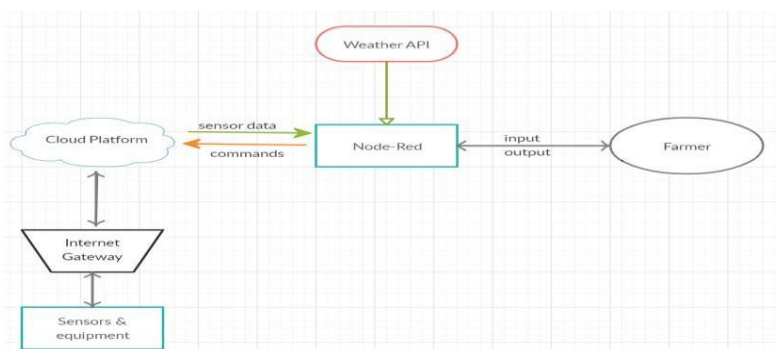 Weather API
Cloud Platform
sensor data
commands
Node-Red
input
output
Farmer
Internet
Gateway
Sensors &
equipment